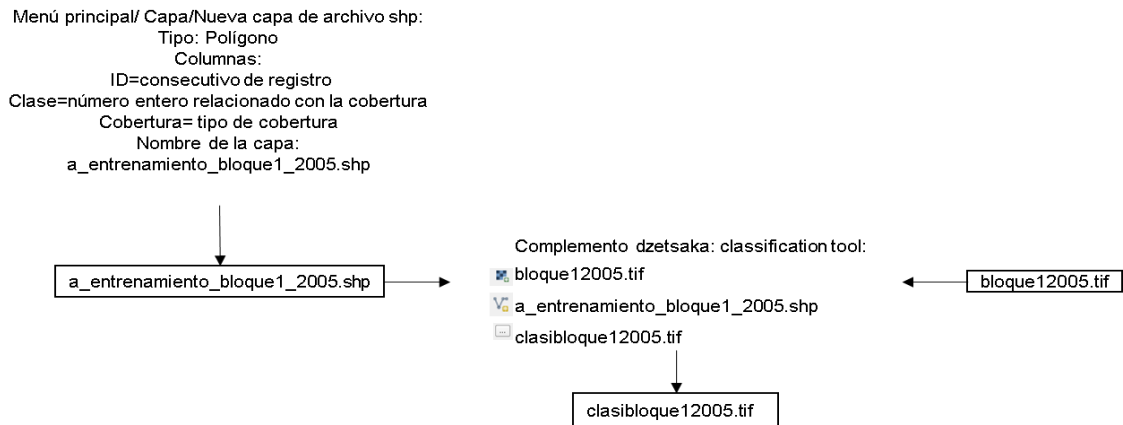 Menú principal/ Capa/Nueva capa de archivo shp:
Tipo: Polígono
Columnas:
ID=consecutivo de registro
Clase=número entero relacionado con la cobertura
Cobertura= tipo de cobertura
Nombre de la capa:
a_entrenamiento_bloque1_2005.shp
a_entrenamiento_bloque1_2005.shp
Complemento dzetsaka: classification tool:
bloque12005.tif
a_entrenamiento_bloque1_2005.shp
clasibloque12005.tif
bloque12005.tif
clasibloque12005.tif